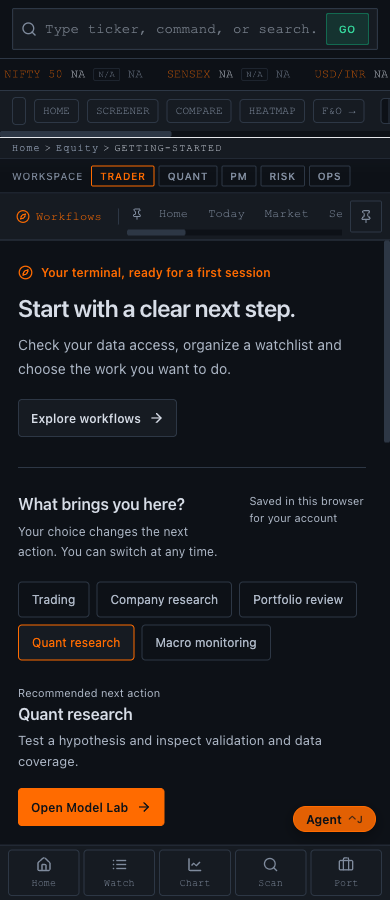 Type ticker, command, or search.
GO
NIFTY 50 NA N/A NA SENSEX NA N/A NA USD/INR NA
HOME SCREENER COMPARE HEATMAP F&O →
Home > Equity > GETTING-STARTED
WORKSPACE TRADER QUANT PM RISK OPS
Workflows Home Today Market Se
Your terminal, ready for a first session
Start with a clear next step.
Check your data access, organize a watchlist and
choose the work you want to do.
Explore workflows →
What brings you here?
Your choice changes the next
action. You can switch at any time.
Saved in this browser
for your account
Trading Company research Portfolio review
Quant research Macro monitoring
Recommended next action
Quant research
Test a hypothesis and inspect validation and data
coverage.
Open Model Lab →
Agent ^J
Home Watch Chart Scan Port